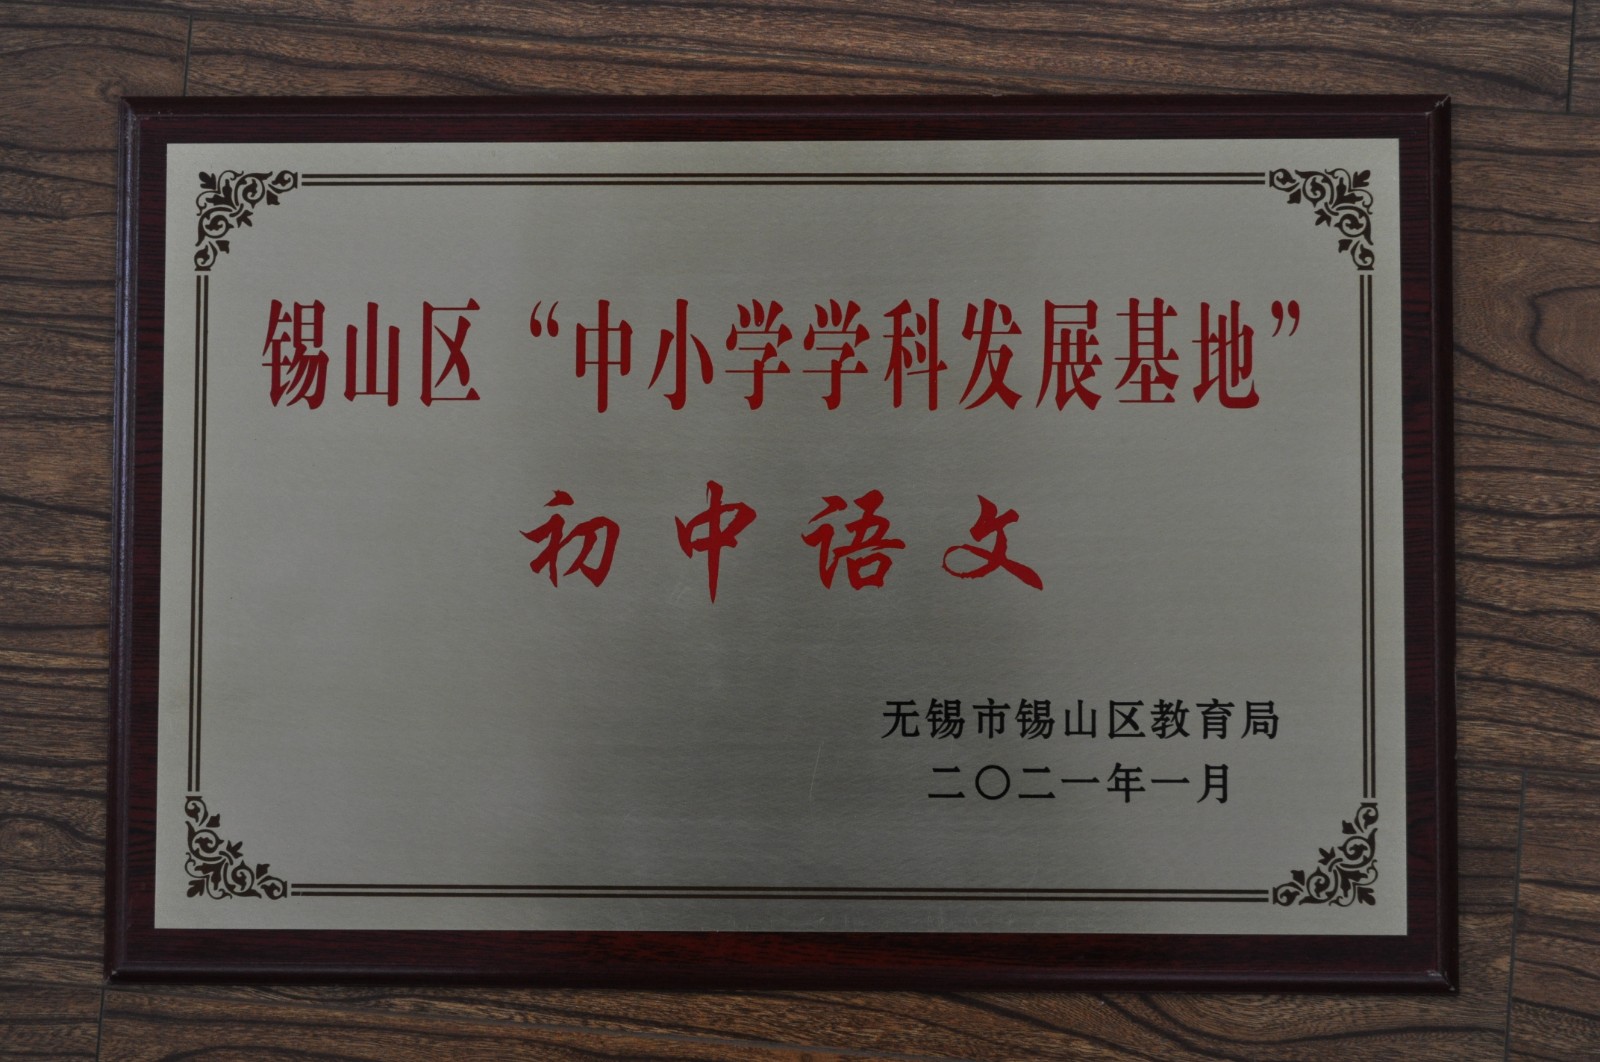 锡山区“中小学学科发展基地”
初中语文
无锡市锡山区教育局
二〇二一年一月